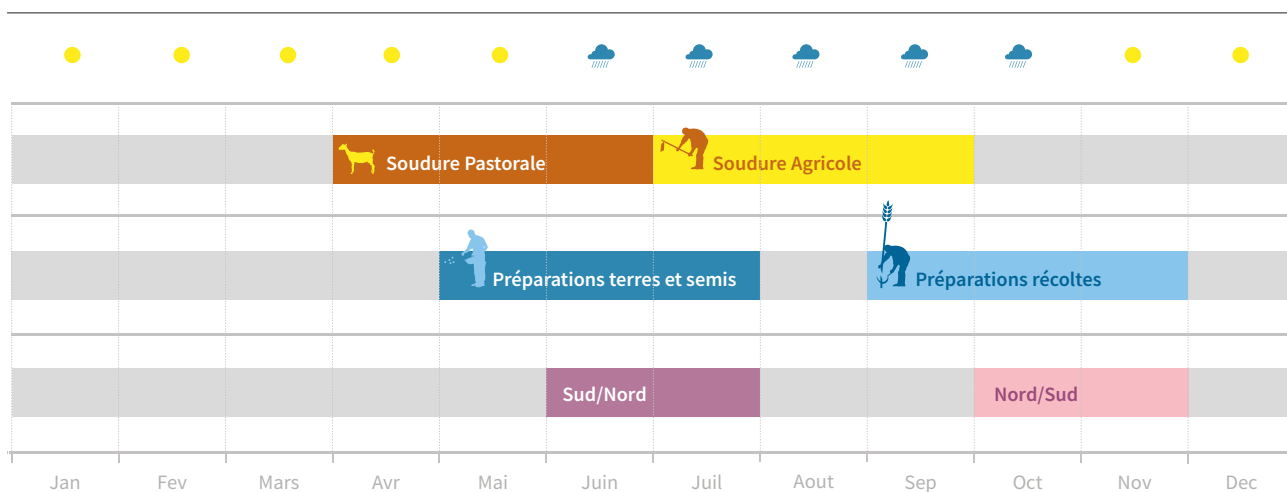 Soudure Pastorale
Soudure Agricole
Préparations terres et semis
Préparations récoltes
Sud/Nord
Nord/Sud
Jan Fev Mars Avr Mai Juin Juil Aout Sep Oct Nov Dec